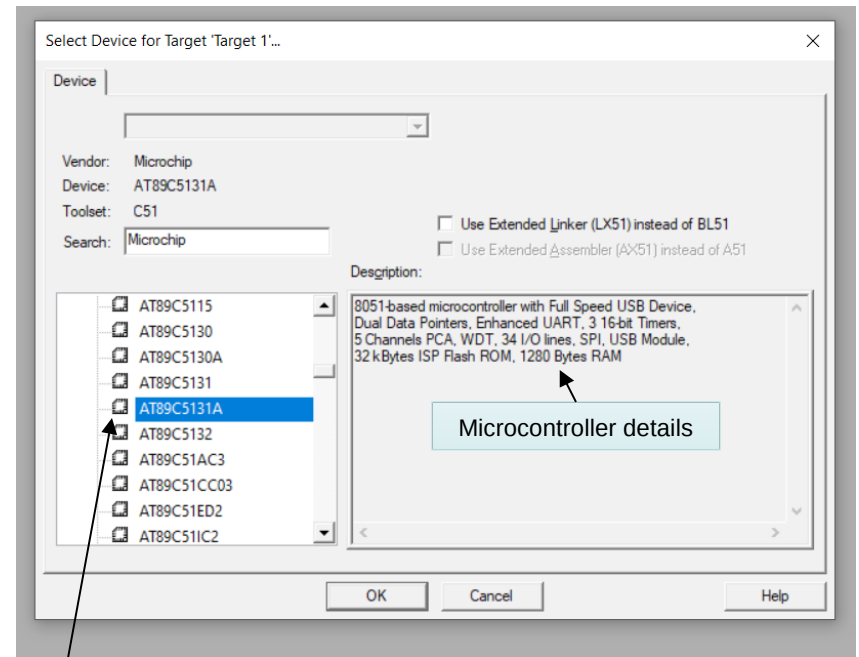 Select Device for Target 'Target 1'...
Device
Vendor: Microchip
Device: AT89C5131A
Toolset: C51
Search: Microchip
Use Extended Linker (LX51) instead of BL51
Use Extended Assembler (AX51) instead of A51
Description:
AT89C5115
AT89C5130
AT89C5130A
AT89C5131
AT89C5131A
AT89C5132
AT89C51AC3
AT89C51CC03
AT89C51ED2
AT89C51IC2
8051-based microcontroller with Full Speed USB Device,
Dual Data Pointers, Enhanced UART, 3 16-bit Timers,
5 Channels PCA, WDT, 34 I/O lines, SPI, USB Module,
32 kBytes ISP Flash ROM, 1280 Bytes RAM
Microcontroller details
OK Cancel Help